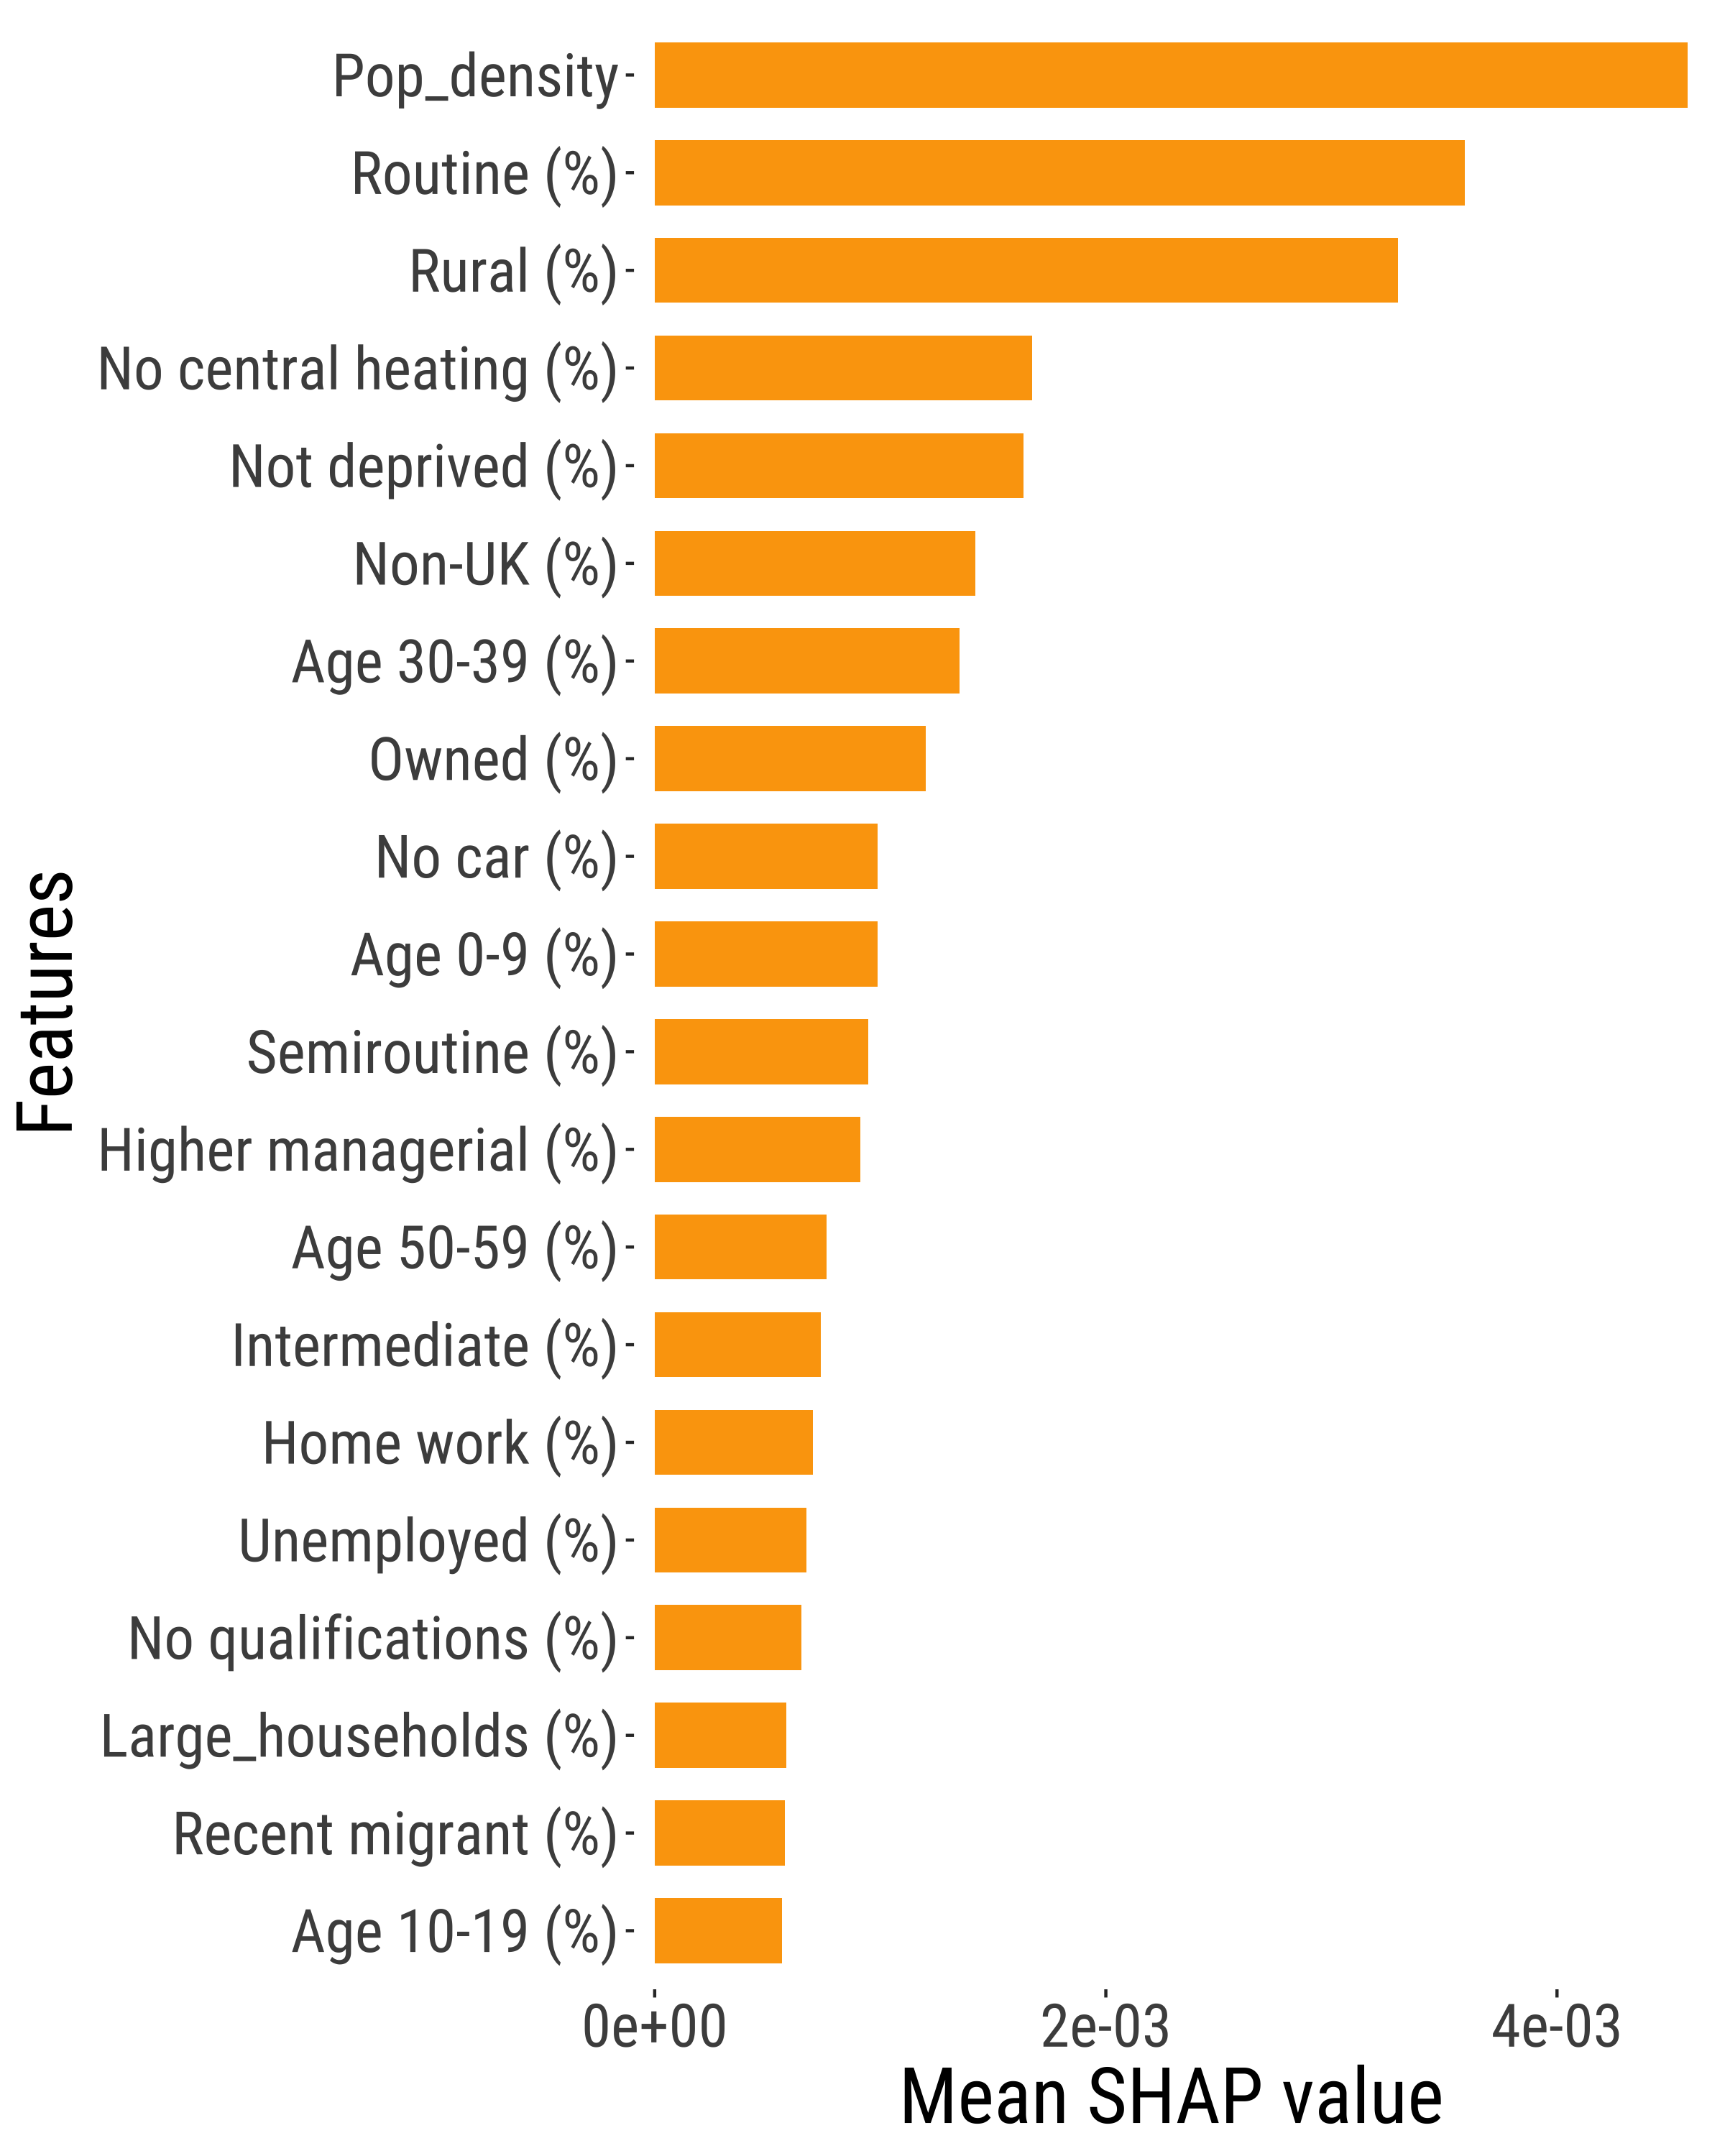 Pop_density
Routine (%)
Rural (%)
No central heating (%)
Not deprived (%)
Non-UK (%)
Age 30-39 (%)
Owned (%)
No car (%)
Age 0-9 (%)
Semiroutine (%)
Higher managerial (%)
Age 50-59 (%)
Intermediate (%)
Home work (%)
Unemployed (%)
No qualifications (%)
Large_households (%)
Recent migrant (%)
Age 10-19 (%)
Features
0e+00 2e-03 4e-03
Mean SHAP value